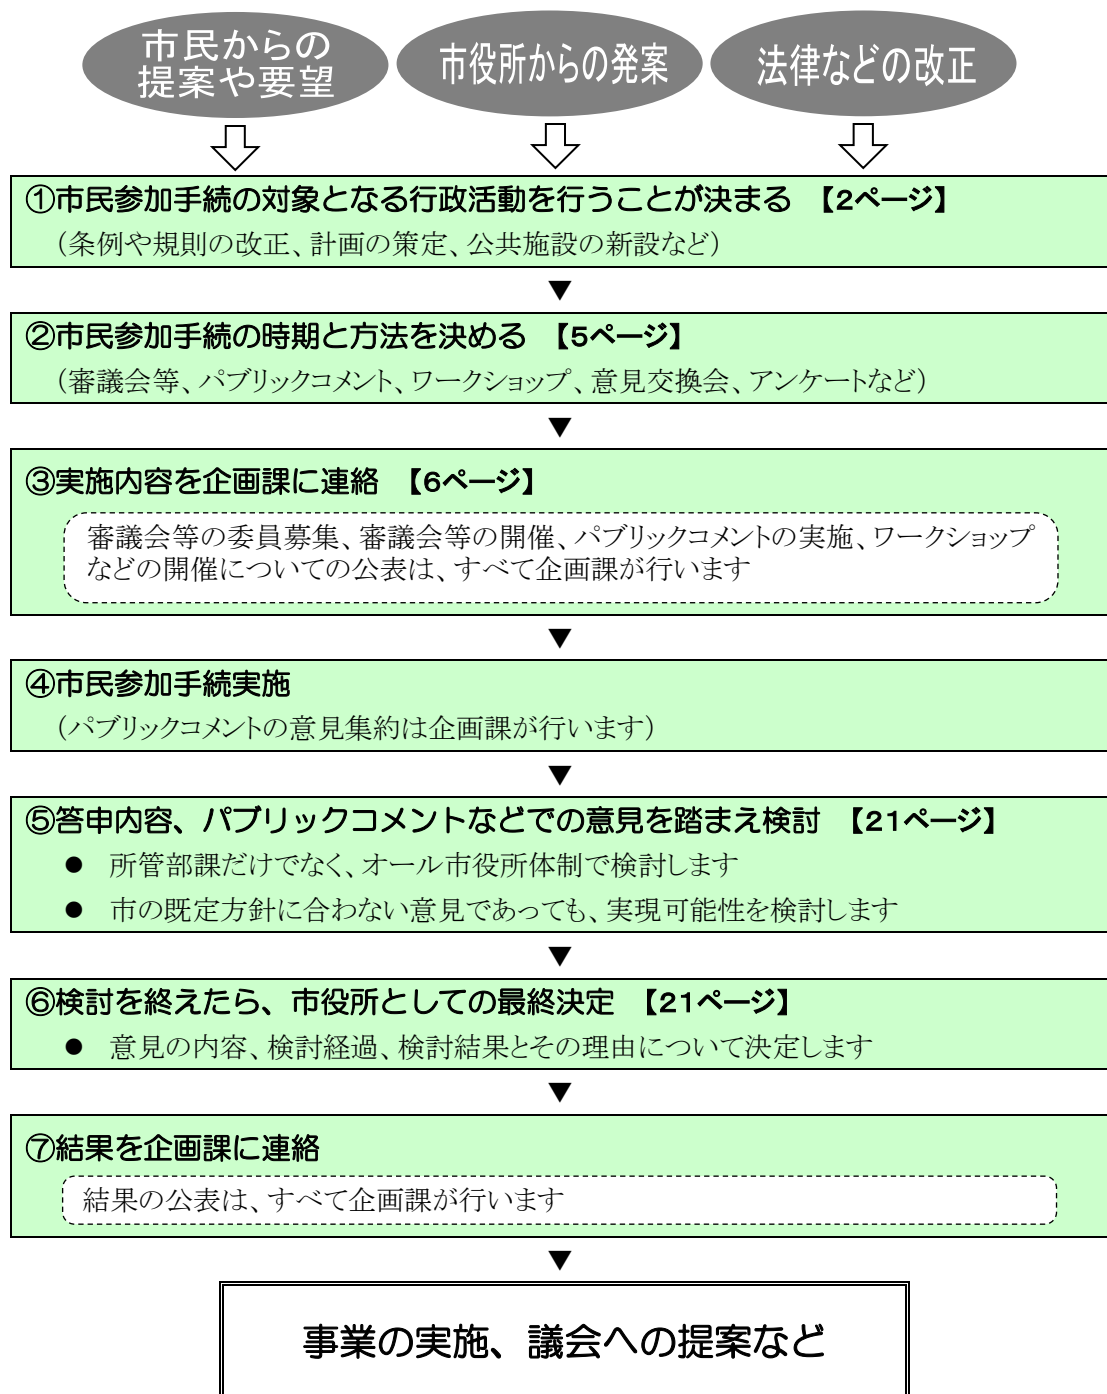 市民からの
提案や要望
市役所からの発案
法律などの改正
①市民参加手続の対象となる行政活動を行うことが決まる 【2ページ】
（条例や規則の改正、計画の策定、公共施設の新設など）
▼
②市民参加手続の時期と方法を決める 【5ページ】
（審議会等、パブリックコメント、ワークショップ、意見交換会、アンケートなど）
▼
③実施内容を企画課に連絡 【6ページ】
審議会等の委員募集、審議会等の開催、パブリックコメントの実施、ワークショップ
などの開催についての公表は、すべて企画課が行います
▼
④市民参加手続実施
（パブリックコメントの意見集約は企画課が行います）
▼
⑤答申内容、パブリックコメントなどでの意見を踏まえ検討 【21ページ】
● 所管部課だけでなく、オール市役所体制で検討します
● 市の既定方針に合わない意見であっても、実現可能性を検討します
▼
⑥検討を終えたら、市役所としての最終決定 【21ページ】
● 意見の内容、検討経過、検討結果とその理由について決定します
▼
⑦結果を企画課に連絡
結果の公表は、すべて企画課が行います
▼
事業の実施、議会への提案など